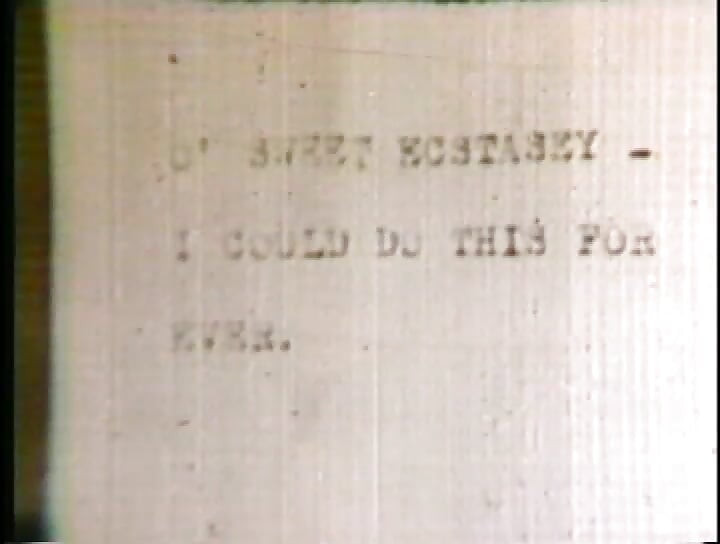 O' SWEET ECSTASEY -
I COULD DO THIS FOR
EVER.